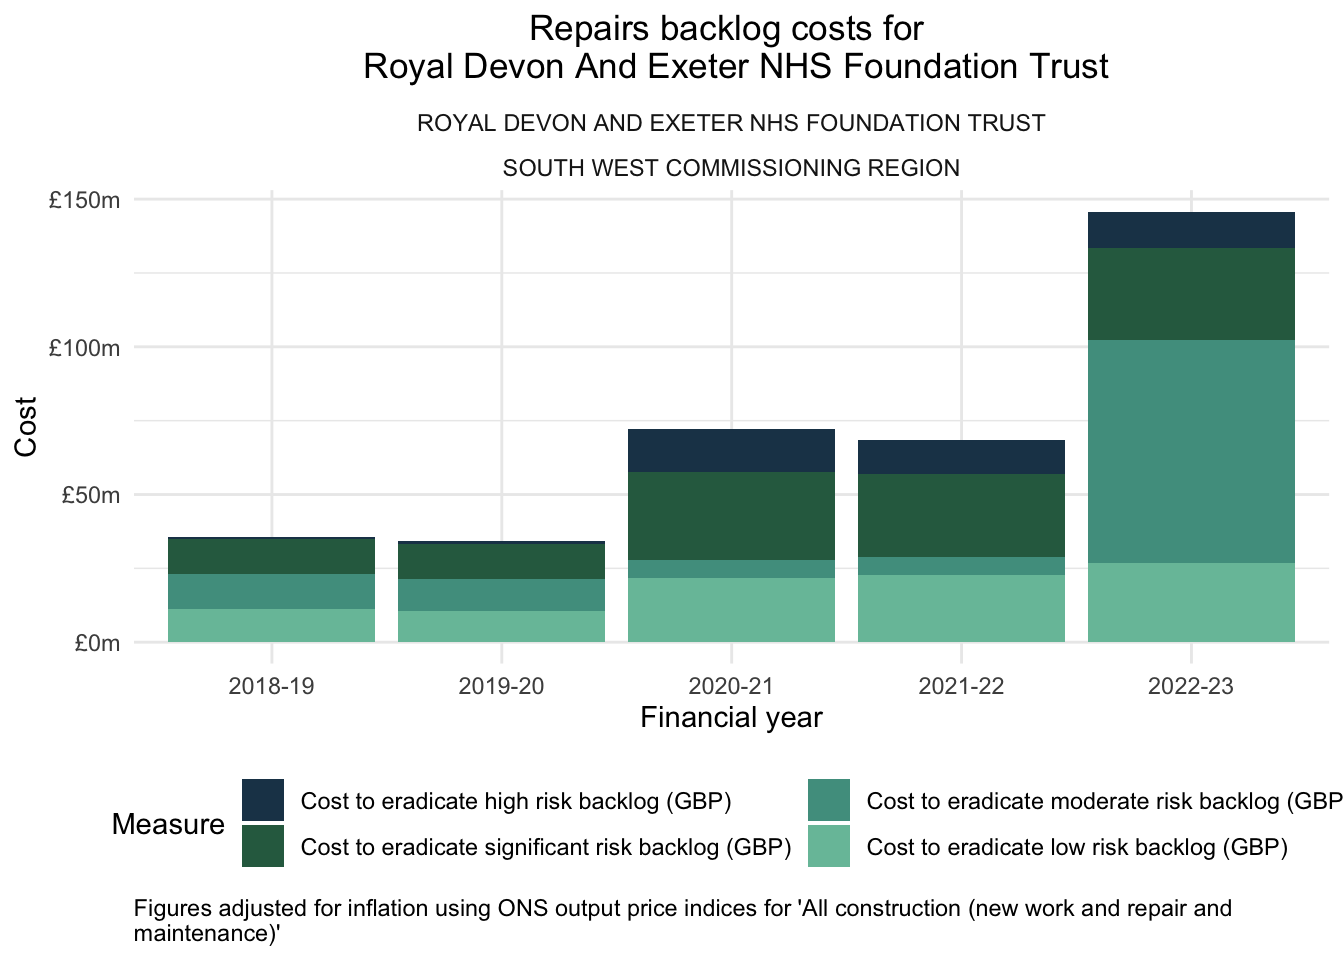 Repairs backlog costs for
Royal Devon And Exeter NHS Foundation Trust
ROYAL DEVON AND EXETER NHS FOUNDATION TRUST
SOUTH WEST COMMISSIONING REGION
£150m
£100m
£50m
£0m
Cost
2018-19 2019-20 2020-21 2021-22 2022-23
Financial year
Measure
Cost to eradicate high risk backlog (GBP)
Cost to eradicate significant risk backlog (GBP)
Cost to eradicate moderate risk backlog (GBP
Cost to eradicate low risk backlog (GBP)
Figures adjusted for inflation using ONS output price indices for 'All construction (new work and repair and
maintenance)'